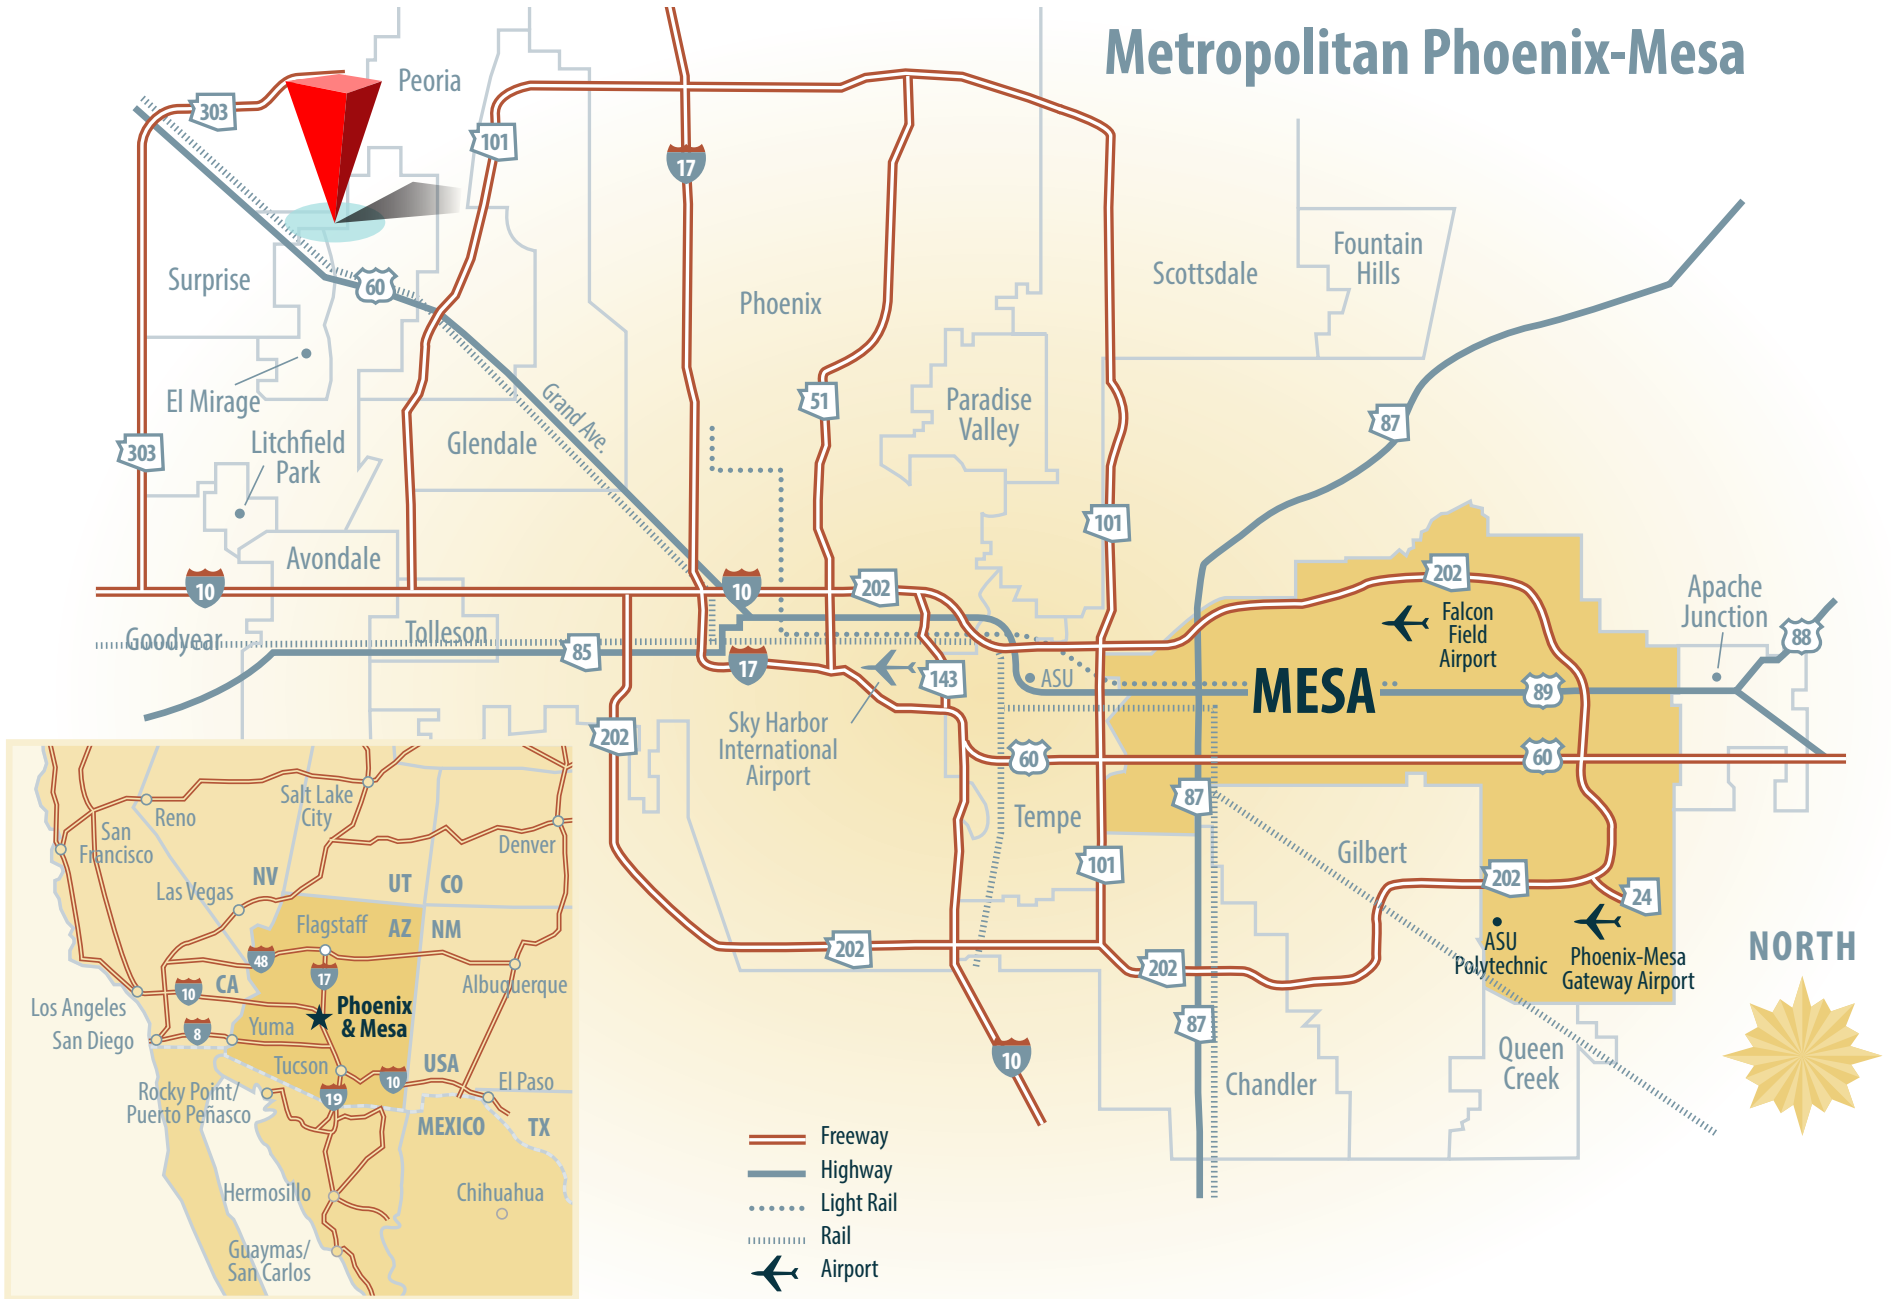 Metropolitan Phoenix-Mesa
Peoria
303
101
17
Surprise
60
Phoenix
Scottsdale
Fountain
Hills
El Mirage
Grand Ave.
51
Paradise
Valley
87
303
Litchfield
Park
Glendale
101
Avondale
10
10
202
202
Falcon
Field
Airport
Apache
Junction
88
Goodyear
Tolleson
85
17
143
ASU
MESA
89
202
Sky Harbor
International
Airport
60
60
87
Tempe
101
Gilbert
202
24
ASU
Polytechnic
Phoenix-Mesa
Gateway Airport
NORTH
202
202
87
10
Chandler
Queen
Creek
Salt Lake
City
Reno
San
Francisco
Denver
Las Vegas
NV
UT
CO
Flagstaff
AZ
NM
48
17
CA
10
Albuquerque
Los Angeles
Phoenix
& Mesa
San Diego
8
Yuma
Tucson
USA
10
El Paso
Rocky Point/
Puerto Peñasco
19
MEXICO
TX
Hermosillo
Chihuahua
Guaymas/
San Carlos
Freeway
Highway
Light Rail
Rail
Airport